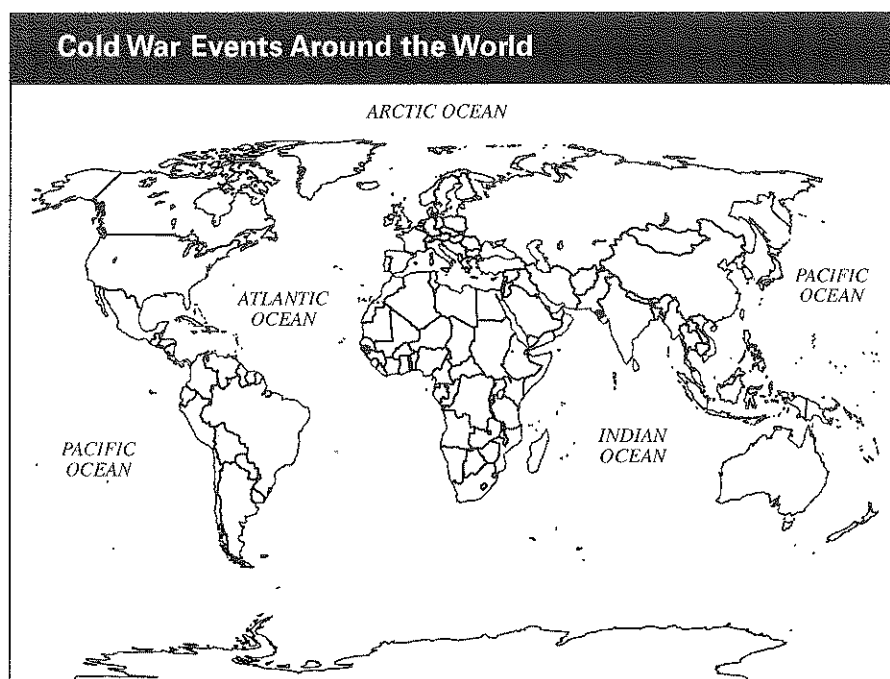 Cold War Events Around the World
ARCTIC OCEAN
ATLANTIC
OCEAN
PACIFIC
OCEAN
PACIFIC
OCEAN
INDIAN
OCEAN